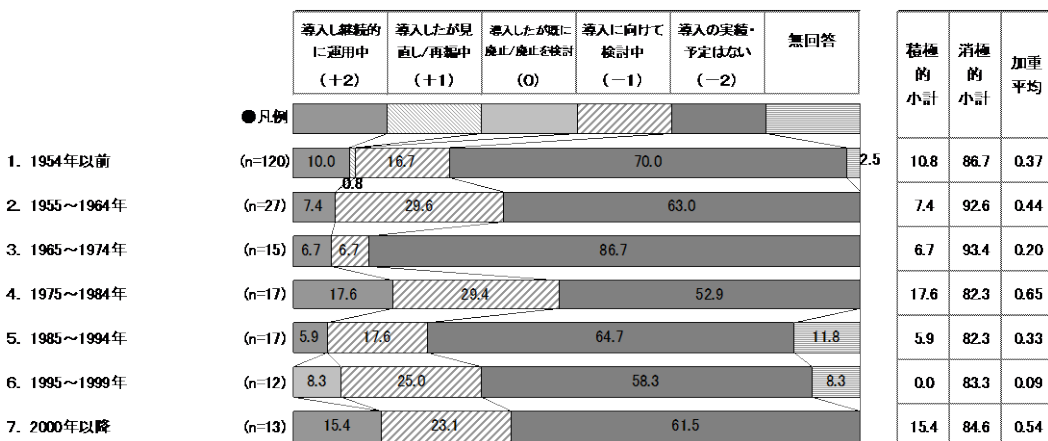 導入し継続的に運用中(+2) 導入したが見直し/再編中(+1) 導入したが既に廃止/廃止を検討(0) 導入に向けて検討中(-1) 導入の実績・予定はない(-2) 無回答 積極的小計 消極的小計 加重平均
●凡例
1. 1954年以前 (n=120) 10.0 0.8 16.7 70.0 2.5 10.8 86.7 0.37
2. 1955~1964年 (n=27) 7.4 29.6 63.0 7.4 92.6 0.44
3. 1965~1974年 (n=15) 6.7 6.7 86.7 6.7 93.4 0.20
4. 1975~1984年 (n=17) 17.6 29.4 52.9 17.6 82.3 0.65
5. 1985~1994年 (n=17) 5.9 17.6 64.7 11.8 5.9 82.3 0.33
6. 1995~1999年 (n=12) 8.3 25.0 58.3 8.3 0.0 83.3 0.09
7. 2000年以降 (n=13) 15.4 23.1 61.5 15.4 84.6 0.54